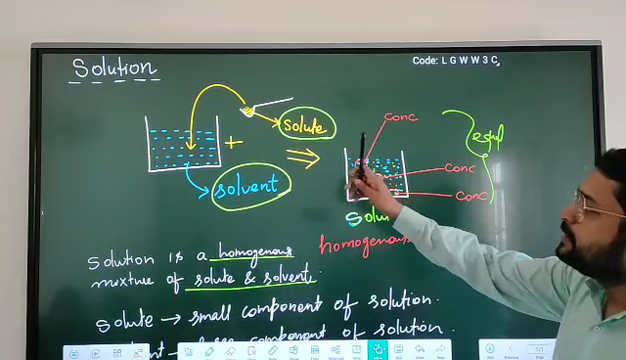 Solution
Code: L G W W 3 C
conc
+
solute
equal
conc
solvent
conc
homogenous
Solution is a homogenous
mixture of solute & solvent.
Solute → small component of solution.
component of solution